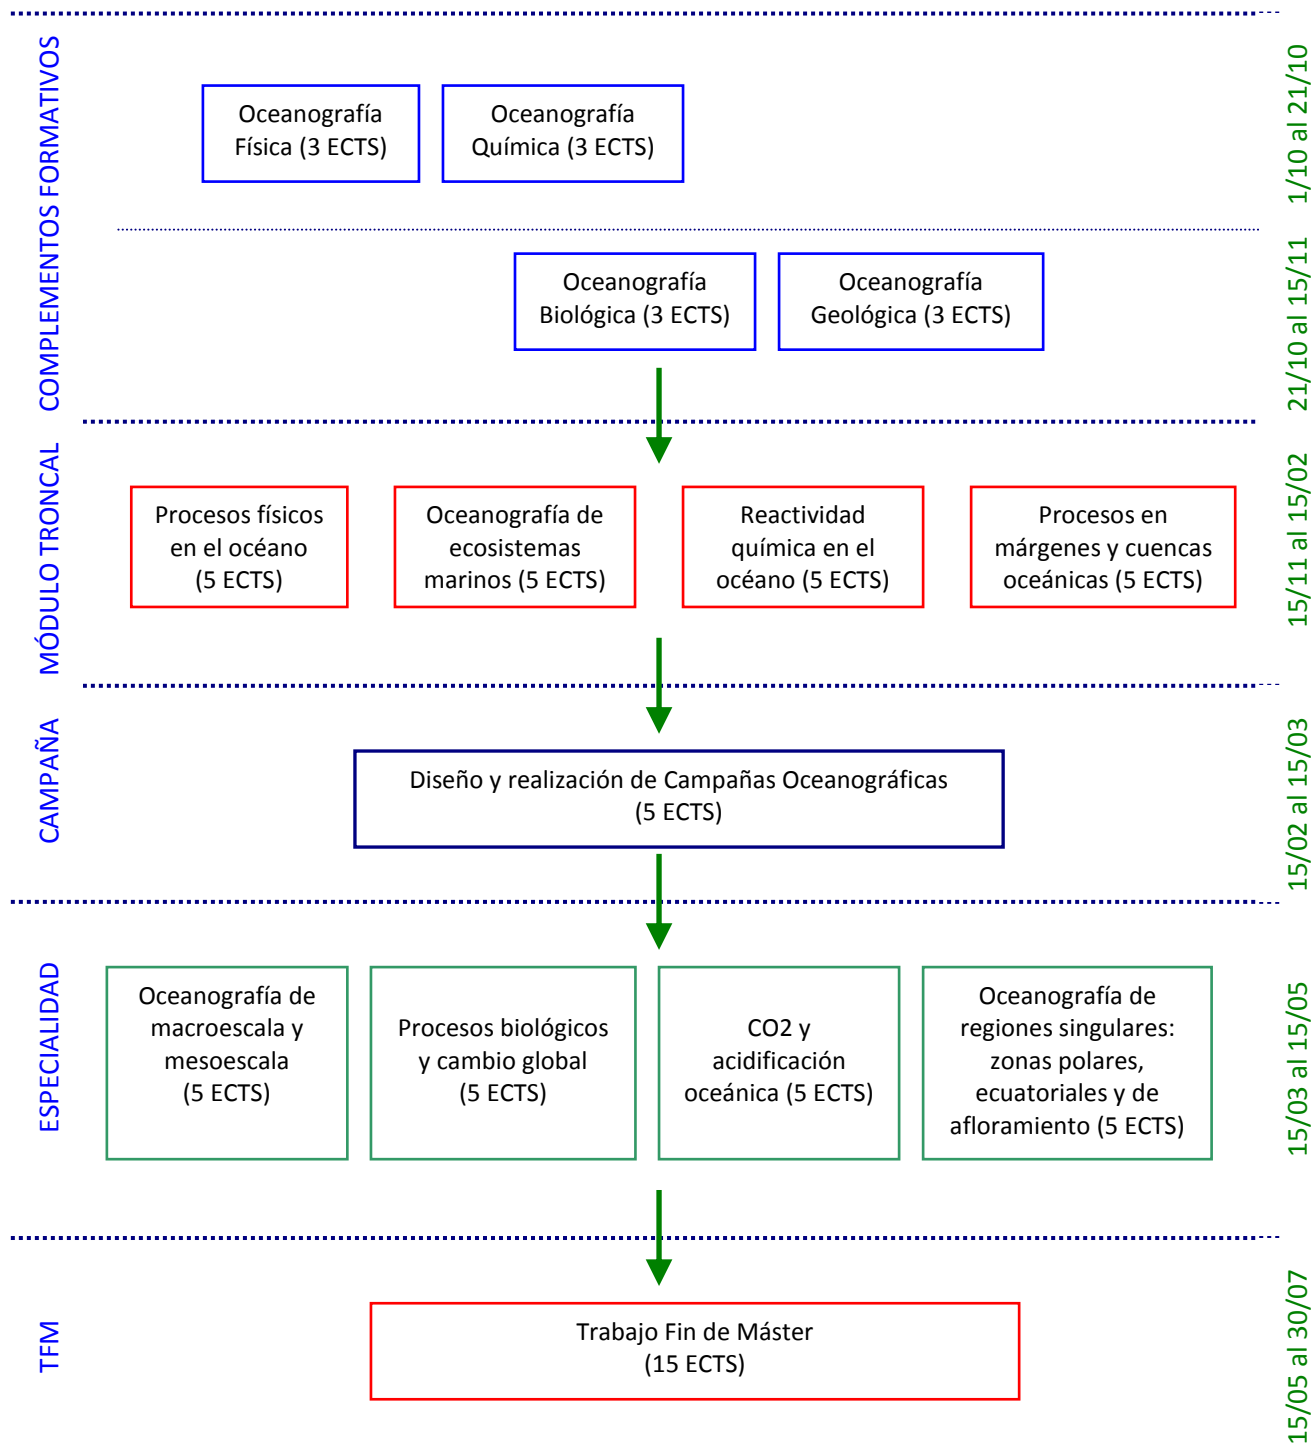 COMPLEMENTOS FORMATIVOS
1/10 al 21/10
Oceanografía
Física (3 ECTS)
Oceanografía
Química (3 ECTS)
21/10 al 15/11
Oceanografía
Biológica (3 ECTS)
Oceanografía
Geológica (3 ECTS)
MÓDULO TRONCAL
15/11 al 15/02
Procesos físicos
en el océano
(5 ECTS)
Oceanografía de
ecosistemas
marinos (5 ECTS)
Reactividad
química en el
océano (5 ECTS)
Procesos en
márgenes y cuencas
oceánicas (5 ECTS)
CAMPAÑA
15/02 al 15/03
Diseño y realización de Campañas Oceanográficas
(5 ECTS)
ESPECIALIDAD
15/03 al 15/05
Oceanografía de
macroescala y
mesoescala
(5 ECTS)
Procesos biológicos
y cambio global
(5 ECTS)
CO2 y
acidificación
oceánica (5 ECTS)
Oceanografía de
regiones singulares:
zonas polares,
ecuatoriales y de
afloramiento (5 ECTS)
TFM
15/05 al 30/07
Trabajo Fin de Máster
(15 ECTS)